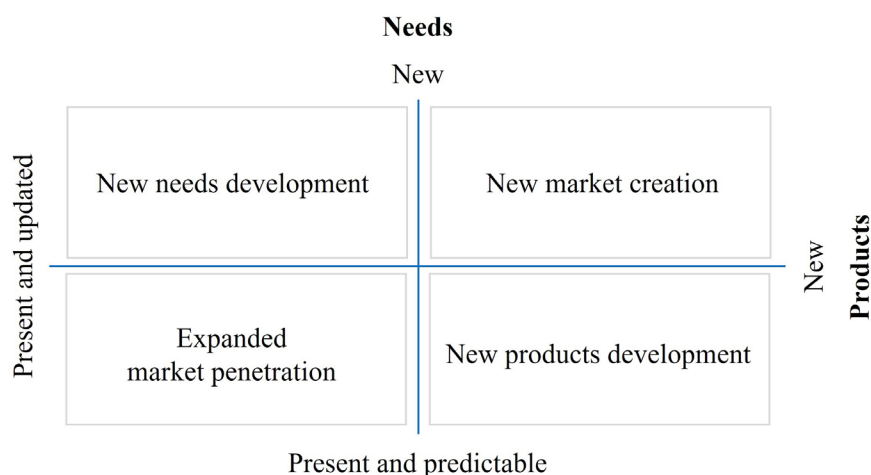 Needs
New
New needs development
New market creation
Present and updated
New
Products
Expanded
market penetration
New products development
Present and predictable